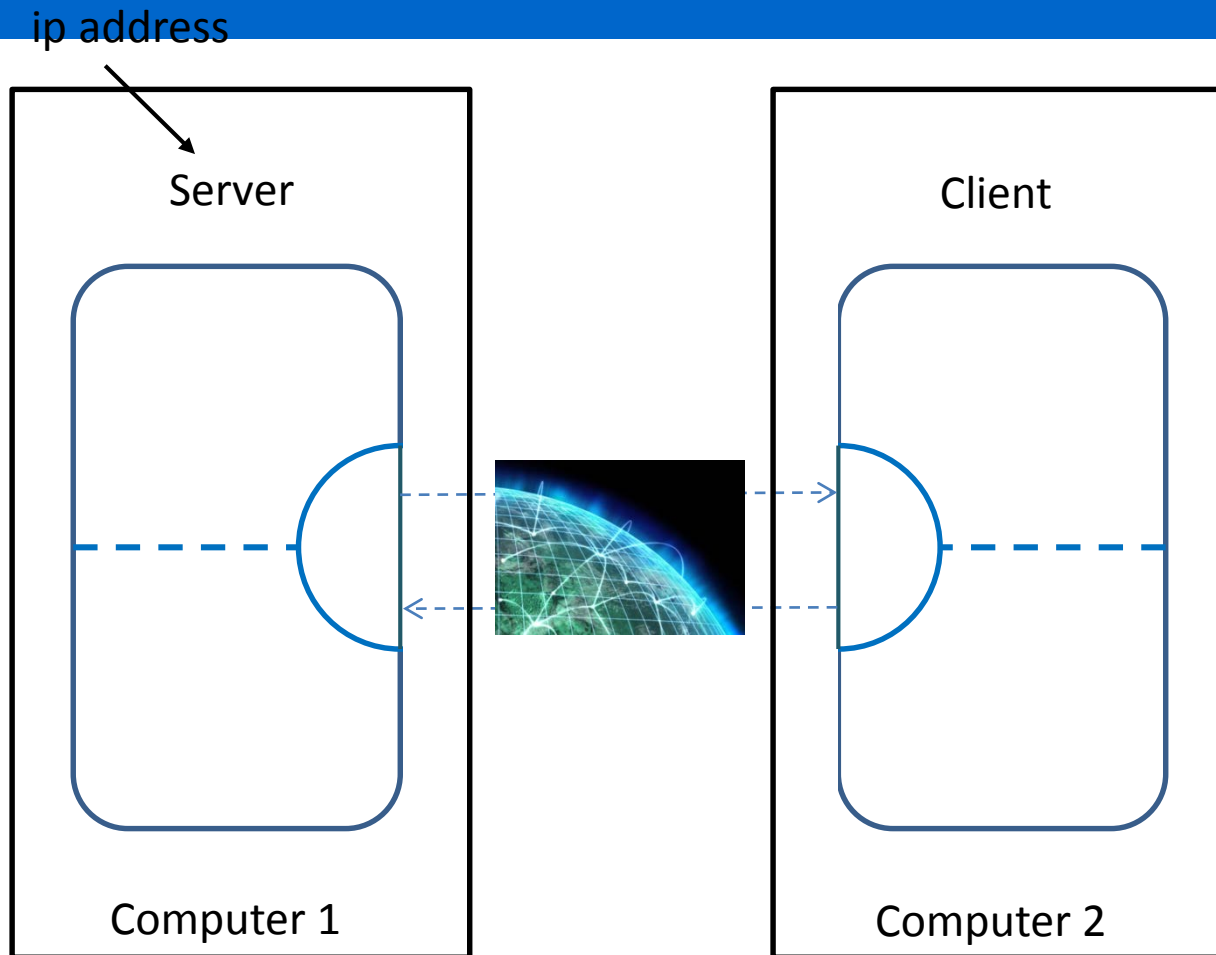 ip address
Server
Client
Computer 1
Computer 2